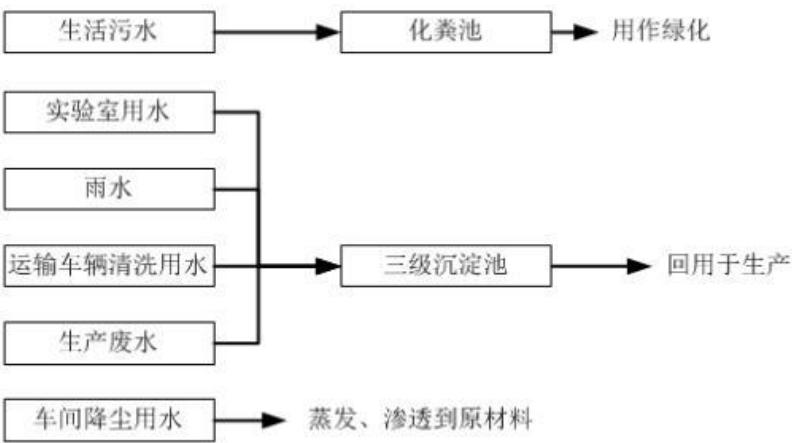 生活污水 化粪池 用作绿化
实验室用水
雨水
运输车辆清洗用水 三级沉淀池 回用于生产
生产废水
车间降尘用水 蒸发、渗透到原材料